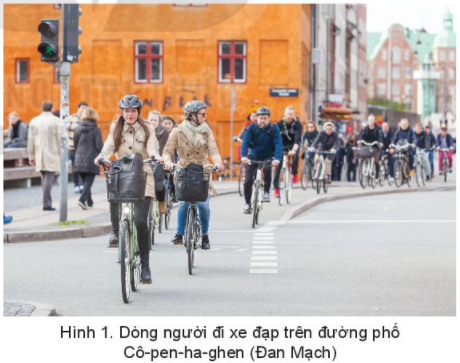 Hình 1. Dòng người đi xe đạp trên đường phố
Cô-pen-ha-ghen (Đan Mạch)